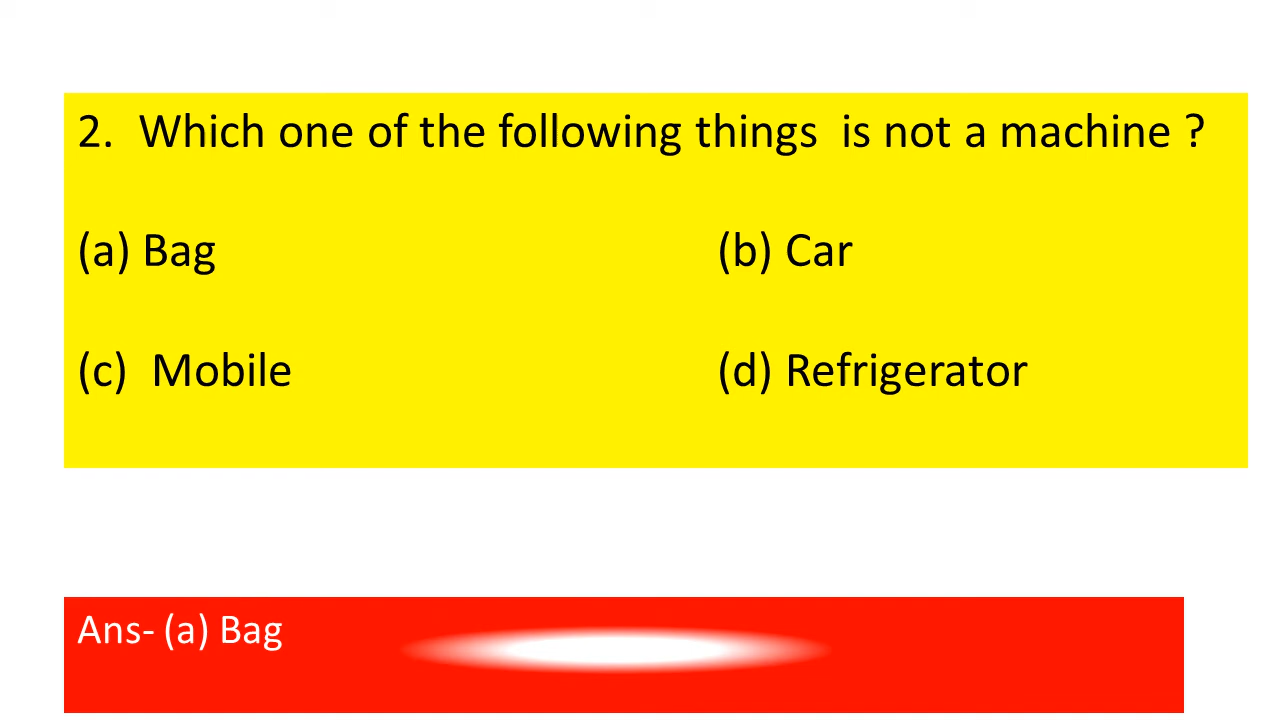 2.  Which one of the following things  is not a machine ?
(a) Bag (b) Car
(c)  Mobile (d) Refrigerator
Ans- (a) Bag